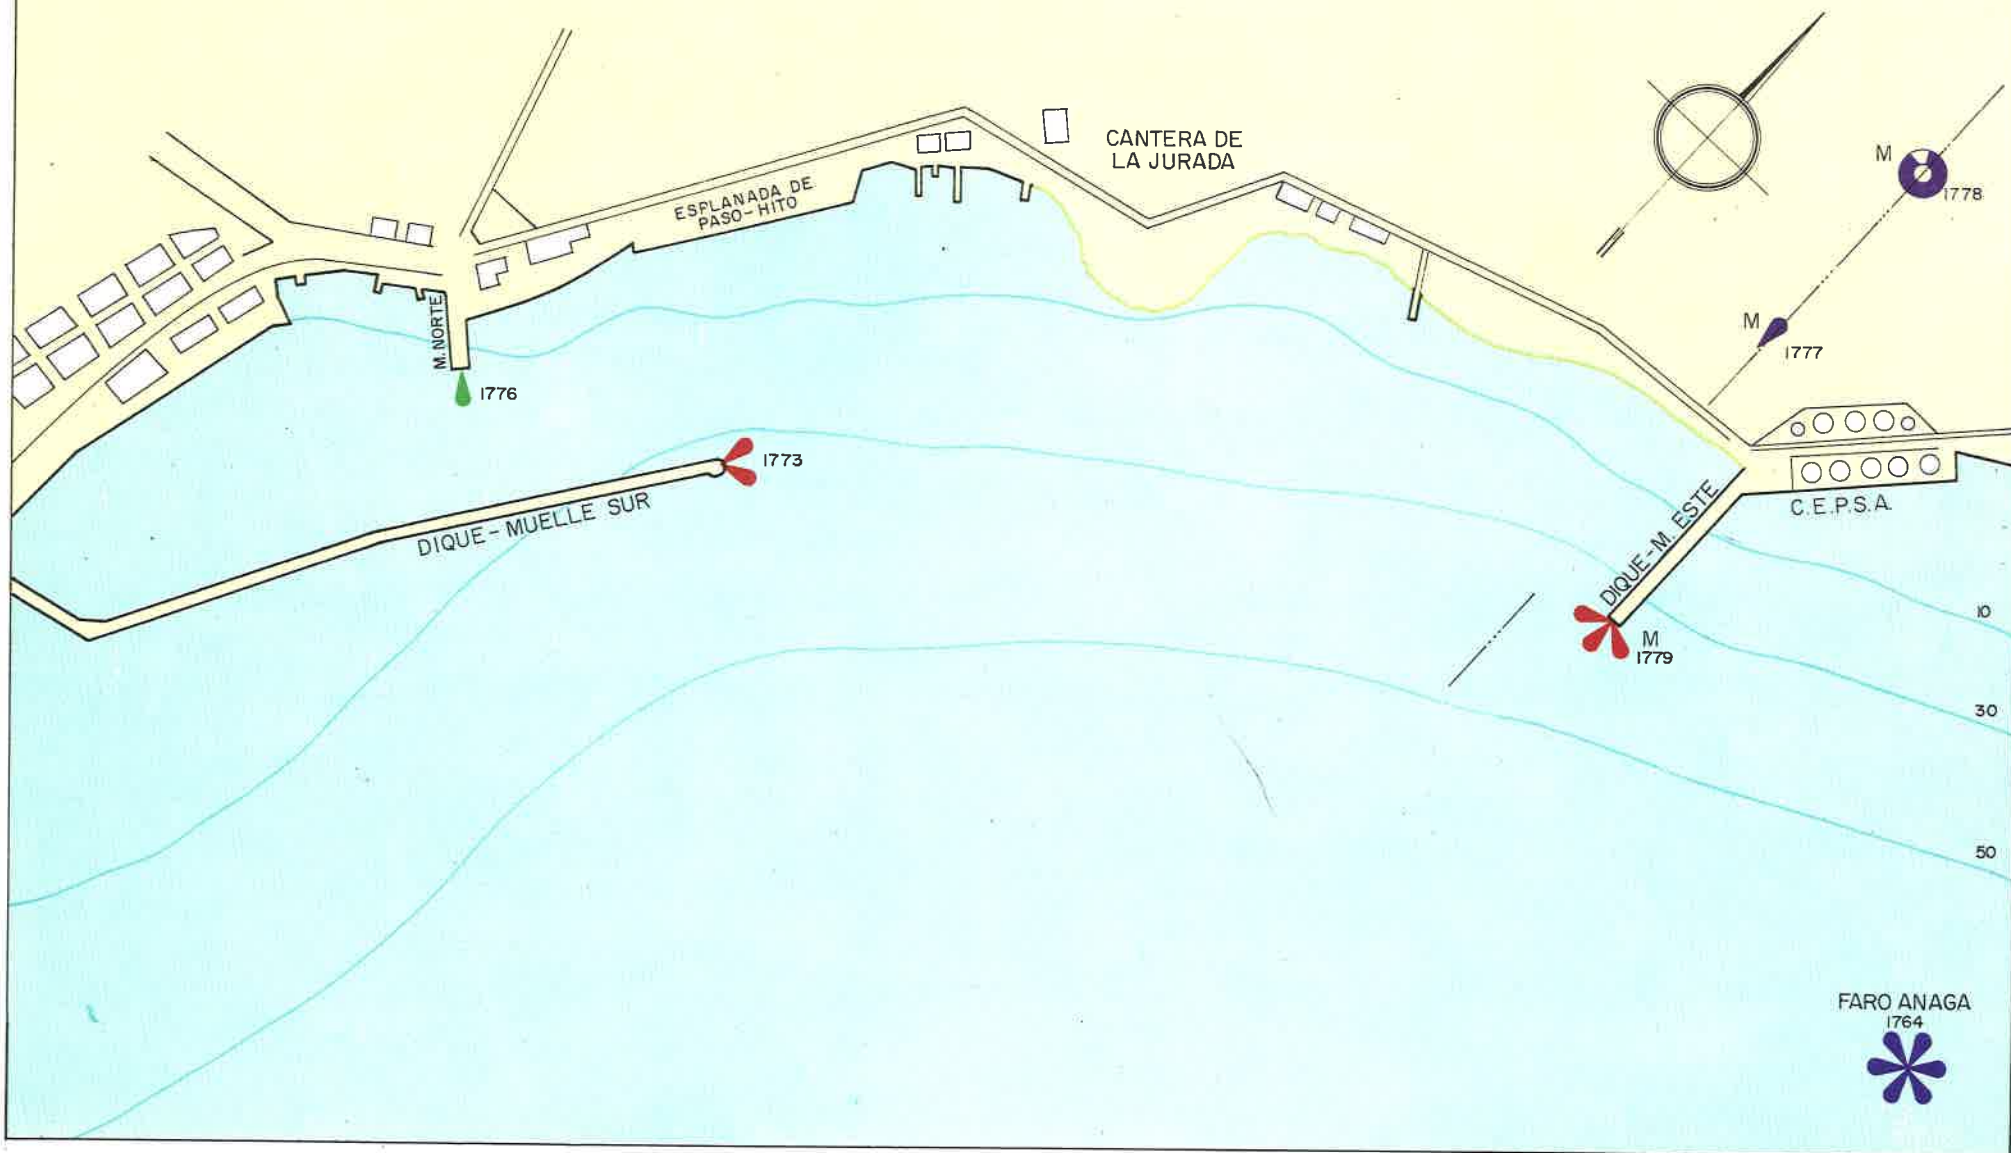 CANTERA DE
LA JURADA
M
1778
ESPLANADA DE
PASO-HITO
M. NORTE
1776
M
1777
1773
DIQUE-MUELLE SUR
C.E.P.S.A.
DIQUE-M. ESTE
M
1779
10
30
50
FARO ANAGA
1764